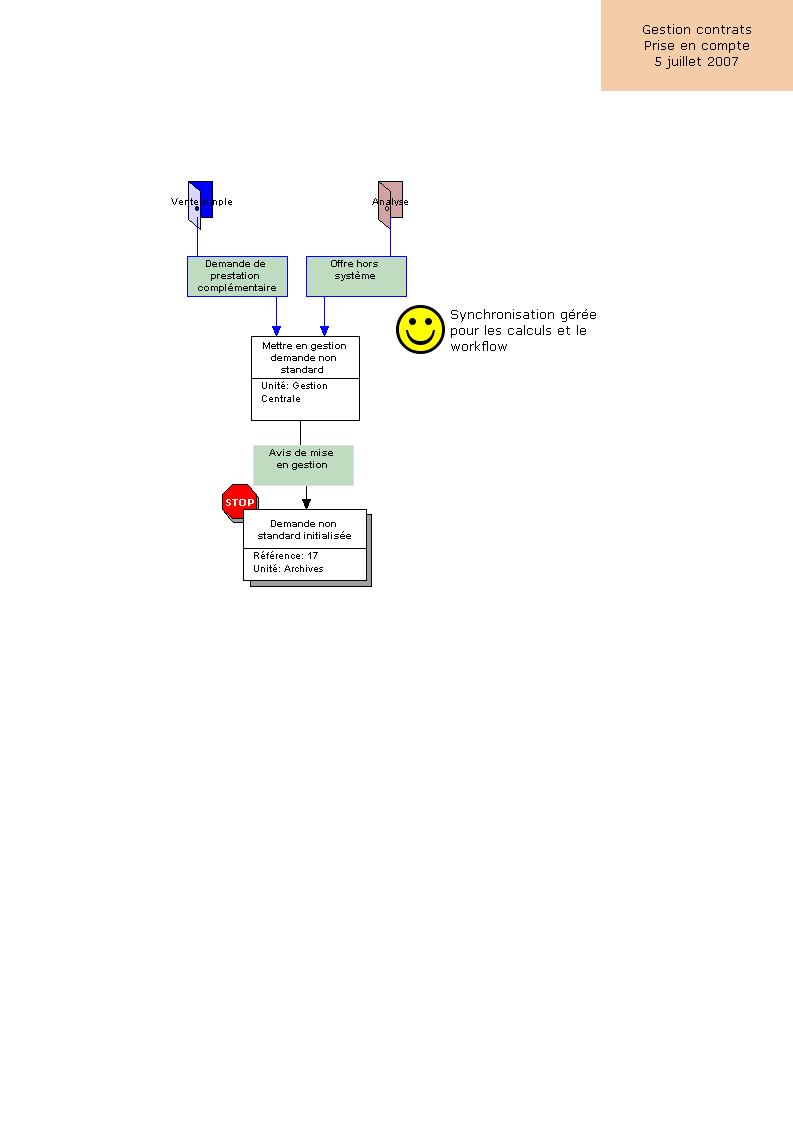 Gestion contrats
Prise en compte
5 juillet 2007
Vente simple
Analyse
Demande de
prestation
complémentaire
Offre hors
système
Synchronisation gérée
pour les calculs et le
workflow
Mettre en gestion
demande non
standard
Unité: Gestion
Centrale
Avis de mise
en gestion
STOP
Demande non
standard initialisée
Référence: 17
Unité: Archives